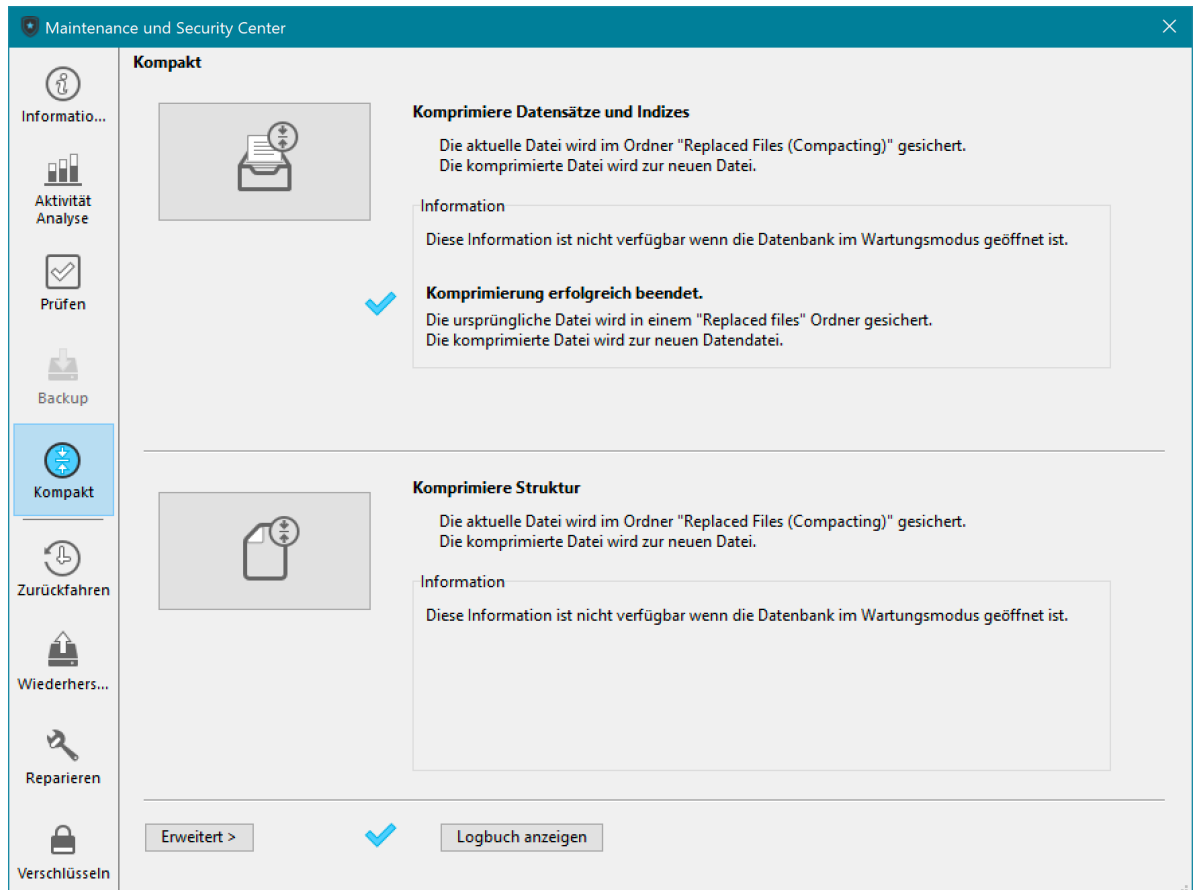 Maintenance und Security Center
Kompakt
Informatio...
Aktivität
Analyse
Prüfen
Backup
Kompakt
Zurückfahren
Wiederhers...
Reparieren
Verschlüsseln
Komprimiere Datensätze und Indizes
Die aktuelle Datei wird im Ordner "Replaced Files (Compacting)" gesichert.
Die komprimierte Datei wird zur neuen Datei.
Information
Diese Information ist nicht verfügbar wenn die Datenbank im Wartungsmodus geöffnet ist.
Komprimierung erfolgreich beendet.
Die ursprüngliche Datei wird in einem "Replaced files" Ordner gesichert.
Die komprimierte Datei wird zur neuen Datendatei.
Komprimiere Struktur
Die aktuelle Datei wird im Ordner "Replaced Files (Compacting)" gesichert.
Die komprimierte Datei wird zur neuen Datei.
Information
Diese Information ist nicht verfügbar wenn die Datenbank im Wartungsmodus geöffnet ist.
Erweitert >
Logbuch anzeigen